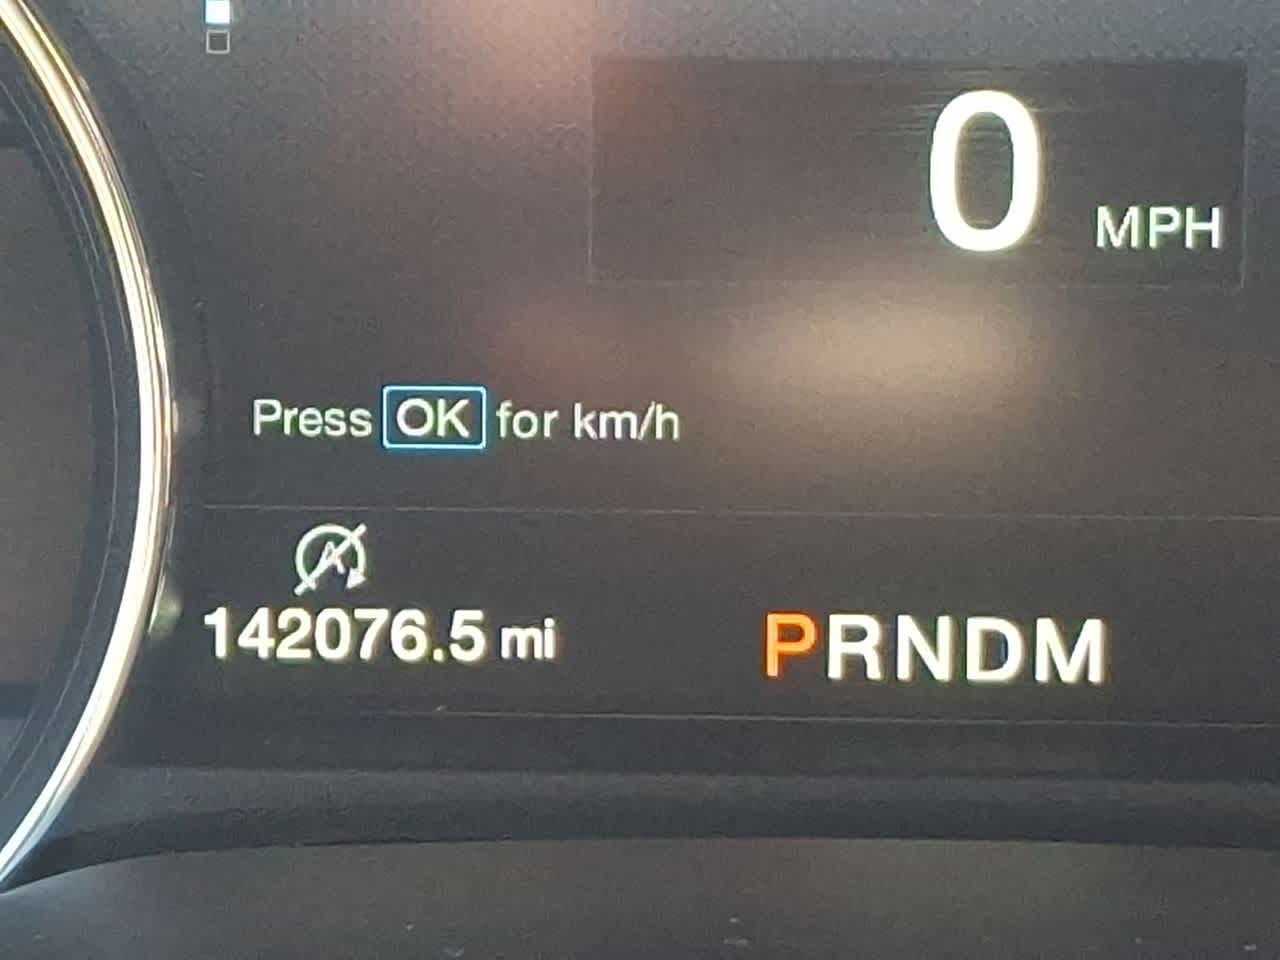 0 MPH
Press OK for km/h
A
142076.5 mi
PRNDM